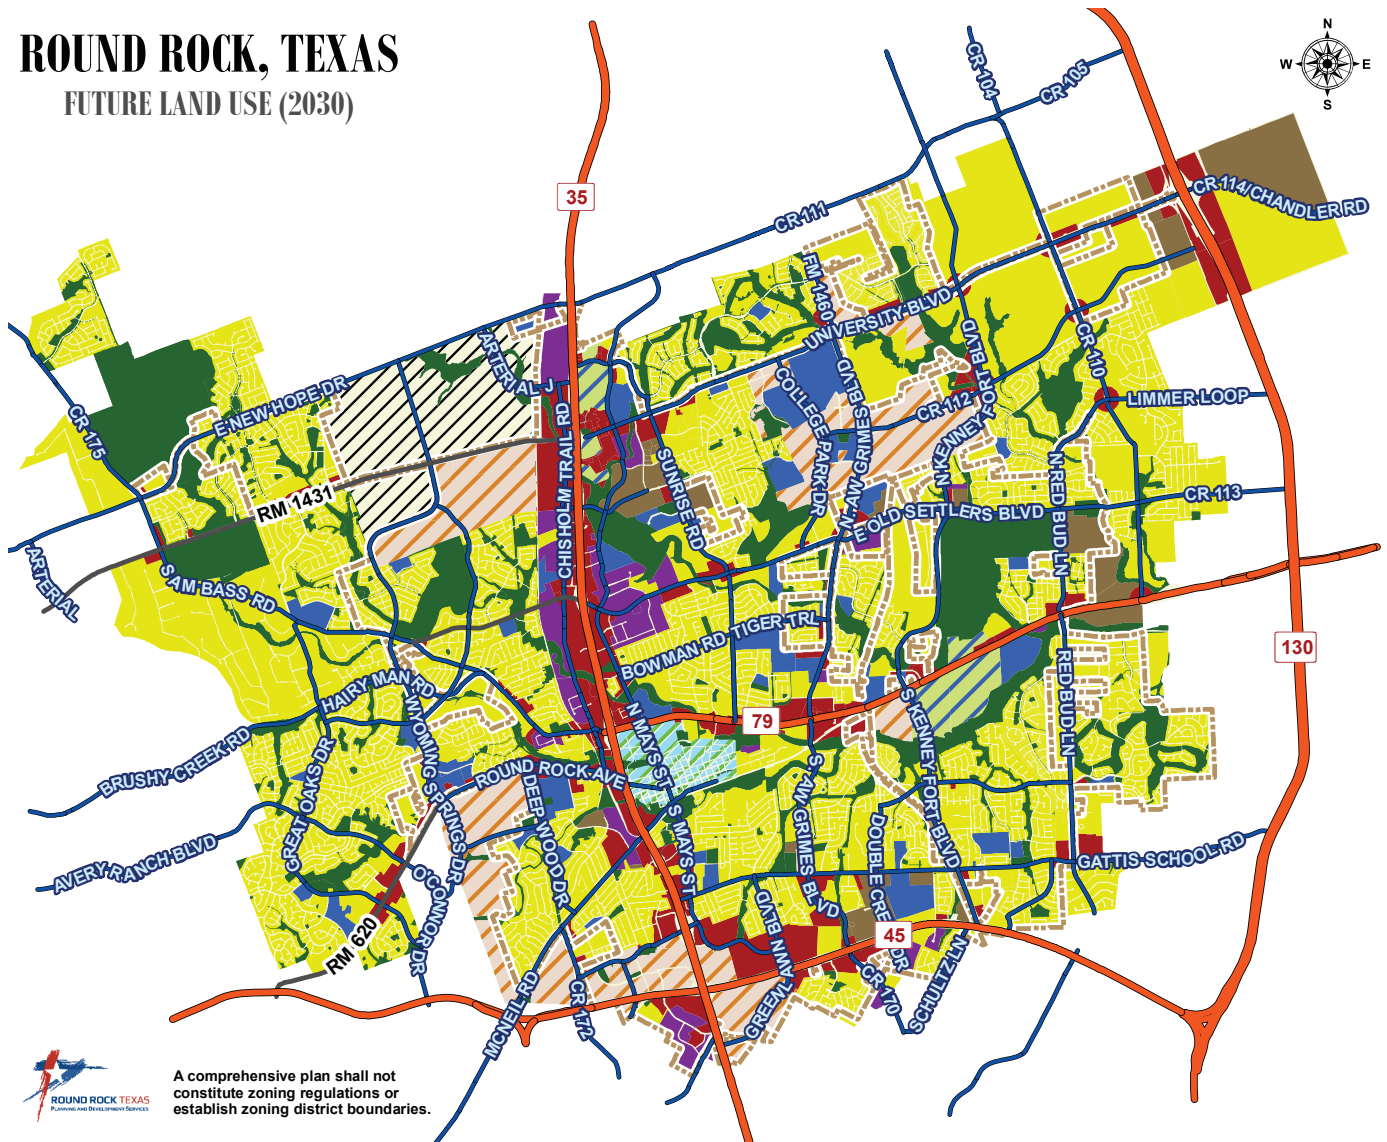 ROUND ROCK, TEXAS
FUTURE LAND USE (2030)
N
W
E
S
CR 104
CR 105
35
CR 111
CR 114/CHANDLER RD
FM 1460
UNIVERSITY BLVD
ARTERIAL J
CR 110
E NEW HOPE DR
CR 175
COLLEGE PARK DR
N. AW GRIMES BLVD
CR 112
N KENNEY FORT BLVD
LIMMER LOOP
CHISHOLM TRAIL RD
SUNRISE RD
RM 1431
N RED BUD LN
CR 113
E OLD SETTLERS BLVD
ARTERIAL
SAM BASS RD
BOWMAN RD
TIGER TRL
130
HAIRY MAN RD
WYOMING SPRINGS DR
N MAYS ST
79
S KENNEY FORT BLVD
RED BUD LN
BRUSHY CREEK RD
GREAT OAKS DR
ROUND ROCK AVE
DEEP WOOD DR
S AW GRIMES BLVD
AVERY RANCH BLVD
S MAYS ST
GATTIS SCHOOL RD
O'CONNOR DR
RM 620
45
MCNEIL RD
CR 172
GREENLAWN BLVD
CR 170
SCHULTZ LN
ROUND ROCK TEXAS
PLANNING AND DEVELOPMENT SERVICES
A comprehensive plan shall not
constitute zoning regulations or
establish zoning district boundaries.